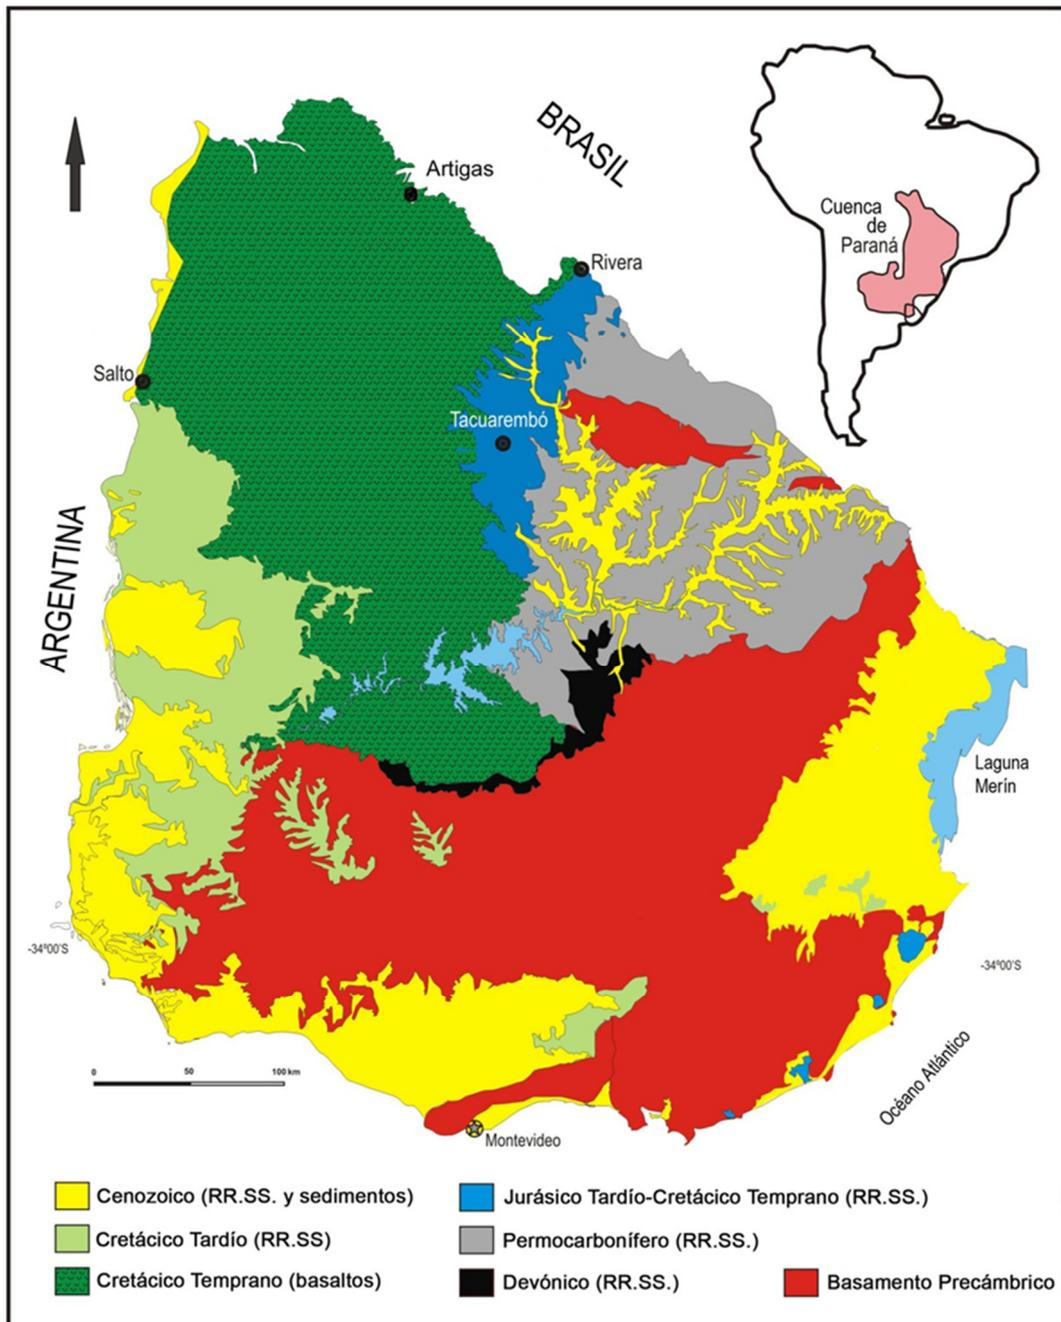 BRASIL
Artigas
Rivera
Cuenca
de
Paraná
Salto
Tacuarembó
ARGENTINA
Laguna
Merín
-34º00'S
-34º00'S
Océano Atlántico
0 50 100 km
Montevideo
Cenozoico (RR.SS. y sedimentos)
Jurásico Tardío-Cretácico Temprano (RR.SS.)
Cretácico Tardío (RR.SS)
Permocarbonífero (RR.SS.)
Cretácico Temprano (basaltos)
Devónico (RR.SS.)
Basamento Precámbrico